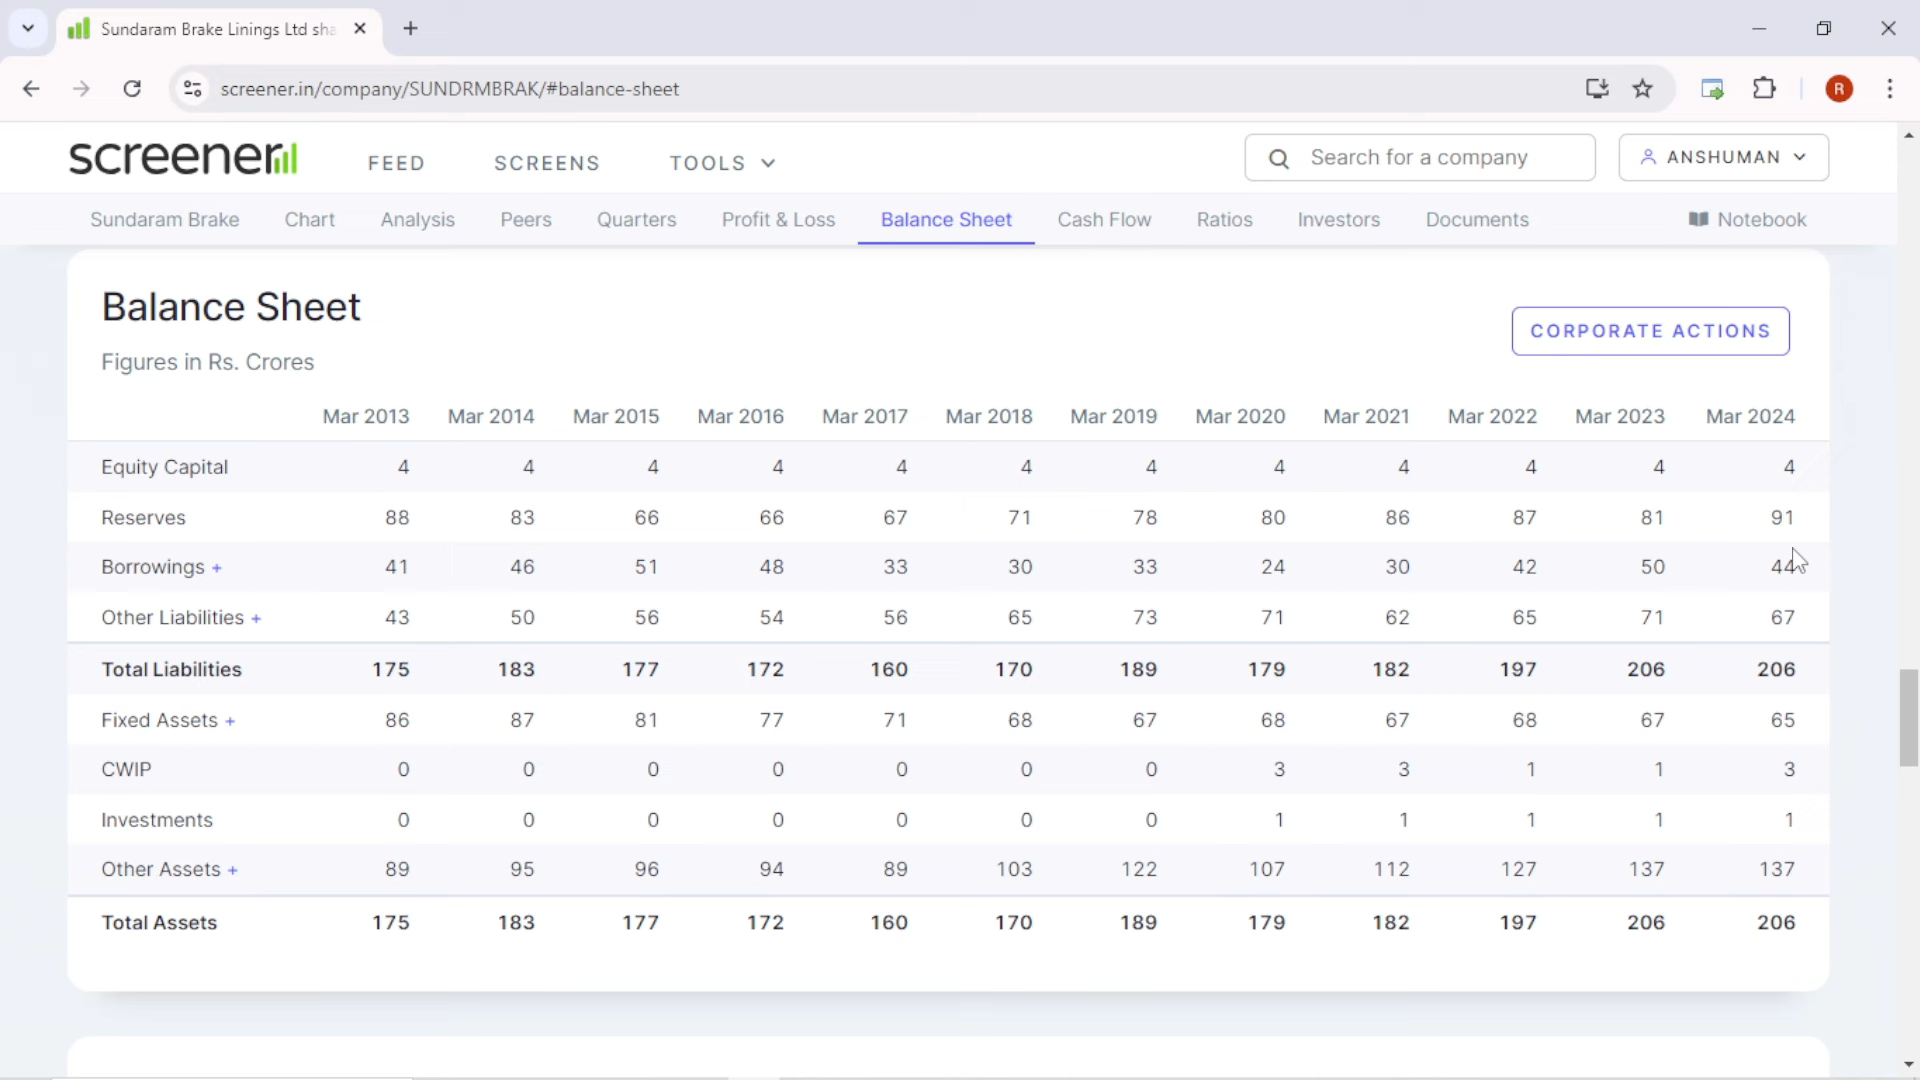 Sundaram Brake Linings Ltd sha
screener.in/company/SUNDRMBRAK/#balance-sheet
R
screener
FEED SCREENS TOOLS
Search for a company
ANSHUMAN
Sundaram Brake Chart Analysis Peers Quarters Profit & Loss Balance Sheet Cash Flow Ratios Investors Documents Notebook
Balance Sheet
CORPORATE ACTIONS
Figures in Rs. Crores
Mar 2013 Mar 2014 Mar 2015 Mar 2016 Mar 2017 Mar 2018 Mar 2019 Mar 2020 Mar 2021 Mar 2022 Mar 2023 Mar 2024
Equity Capital 4 4 4 4 4 4 4 4 4 4 4 4
Reserves 88 83 66 66 67 71 78 80 86 87 81 91
Borrowings + 41 46 51 48 33 30 33 24 30 42 50 44
Other Liabilities + 43 50 56 54 56 65 73 71 62 65 71 67
Total Liabilities 175 183 177 172 160 170 189 179 182 197 206 206
Fixed Assets + 86 87 81 77 71 68 67 68 67 68 67 65
CWIP 0 0 0 0 0 0 0 3 3 1 1 3
Investments 0 0 0 0 0 0 0 1 1 1 1 1
Other Assets + 89 95 96 94 89 103 122 107 112 127 137 137
Total Assets 175 183 177 172 160 170 189 179 182 197 206 206